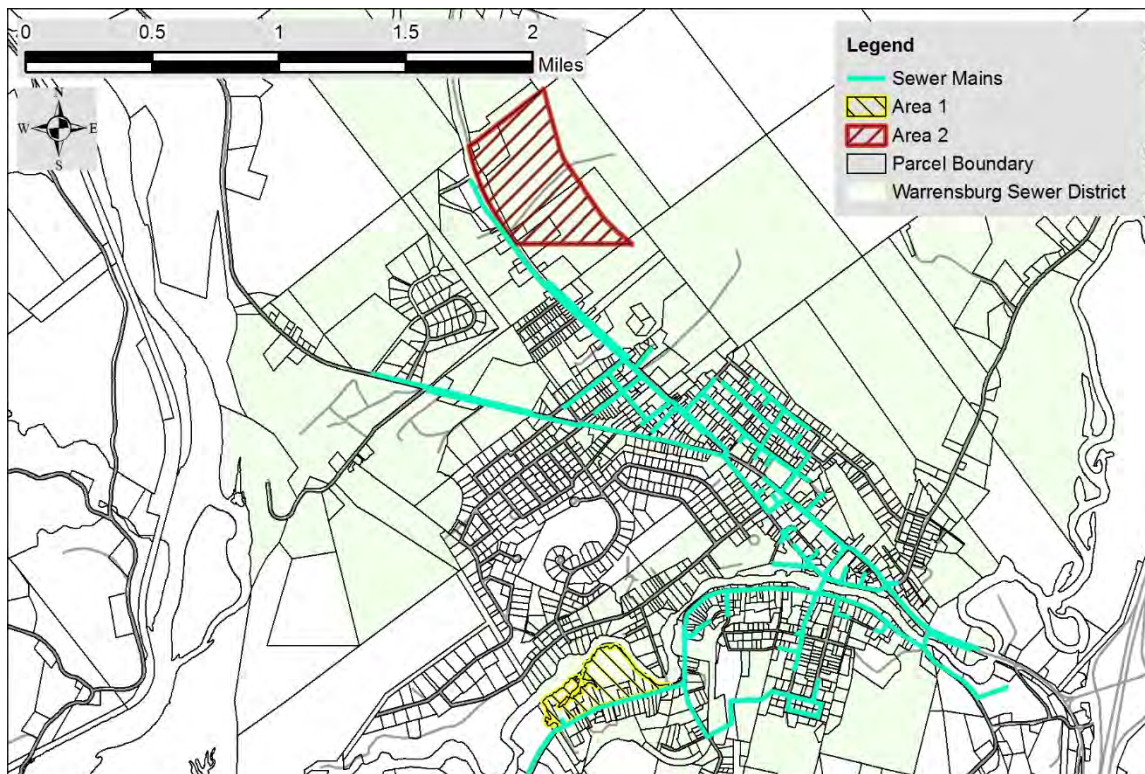 0 0.5 1 1.5 2
Miles
N
W E
S
Legend
Sewer Mains
Area 1
Area 2
Parcel Boundary
Warrensburg Sewer District